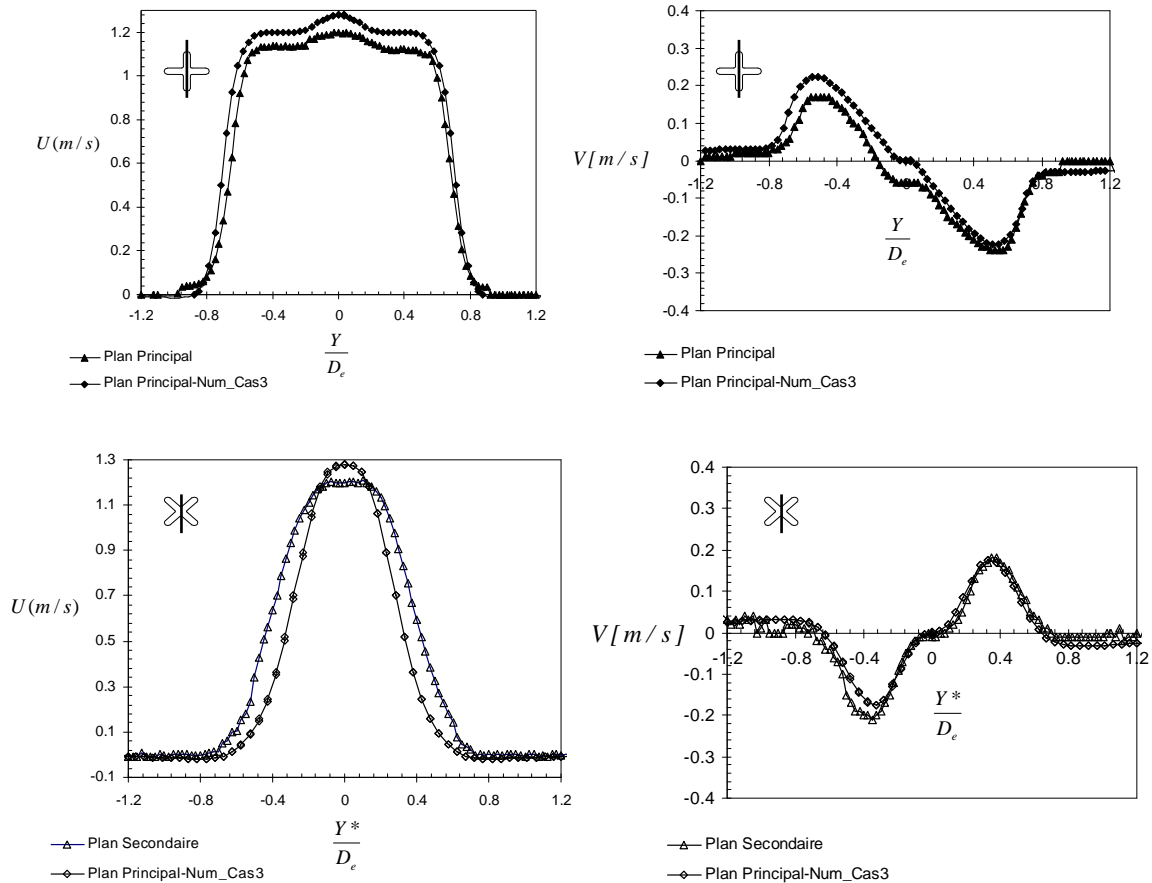 1.2
1
0.8
0.6
0.4
0.2
0
U(m/s)
-1.2 -0.8 -0.4 0 0.4 0.8 1.2
Y
D_e
Plan Principal
Plan Principal-Num_Cas3
0.4
0.3
0.2
0.1
0
-0.1
-0.2
-0.3
-0.4
V[m/s]
-1.2 -0.8 -0.4 0 0.4 0.8 1.2
Y
D_e
Plan Principal
Plan Principal-Num_Cas3
1.3
1.1
0.9
0.7
0.5
0.3
0.1
-0.1
U(m/s)
-1.2 -0.8 -0.4 0 0.4 0.8 1.2
Y*
D_e
Plan Secondaire
Plan Principal-Num_Cas3
0.4
0.3
0.2
0.1
0
-0.1
-0.2
-0.3
-0.4
V[m/s]
-1.2 -0.8 -0.4 0 0.4 0.8 1.2
Y*
D_e
Plan Secondaire
Plan Principal-Num_Cas3